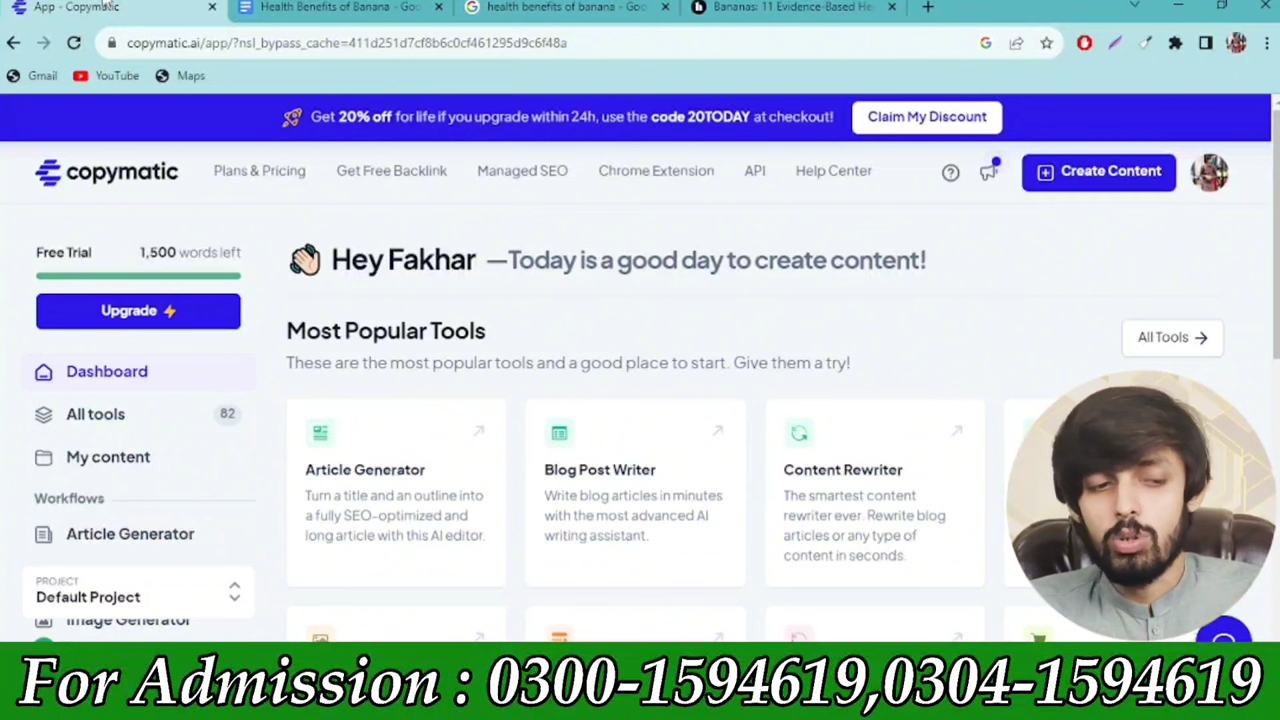 App - Copymatic
Health Benefits of Banana - Goo
health benefits of banana - Goo
Bananas: 11 Evidence-Based He
copymatic.ai/app/?nsl_bypass_cache=411d251d7cf8b6c0cf461295d9c6f48a
Gmail YouTube Maps
Get 20% off for life if you upgrade within 24h, use the code 20TODAY at checkout!
Claim My Discount
copymatic
Plans & Pricing
Get Free Backlink
Managed SEO
Chrome Extension
API
Help Center
Create Content
Free Trial 1,500 words left
Upgrade
Dashboard
All tools 82
My content
Workflows
Article Generator
PROJECT
Default Project
Image Generator
Hey Fakhar —Today is a good day to create content!
Most Popular Tools
These are the most popular tools and a good place to start. Give them a try!
All Tools
Article Generator
Turn a title and an outline into
a fully SEO-optimized and
long article with this AI editor.
Blog Post Writer
Write blog articles in minutes
with the most advanced AI
writing assistant.
Content Rewriter
The smartest content
rewriter ever. Rewrite blog
articles or any type of
content in seconds.
For Admission : 0300-1594619,0304-1594619